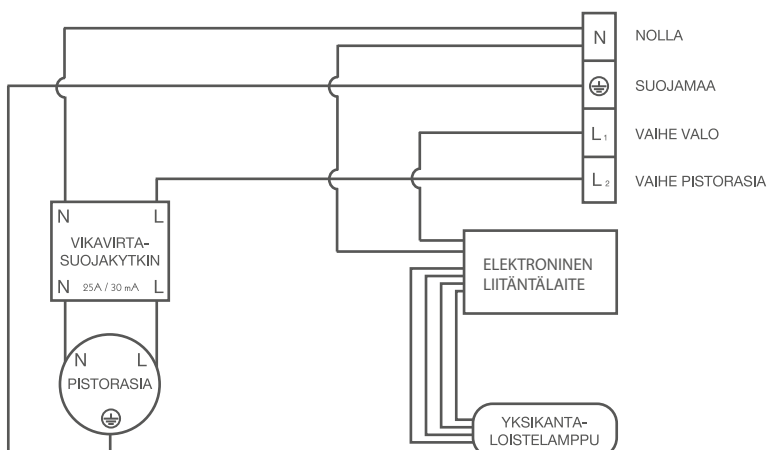 N NOLLA
SUOJAMAA
L₁ VAIHE VALO
L₂ VAIHE PISTORASIA
N L
VIKAVIRTA-
SUOJAKYTKIN
N 25A / 30 mA L
N L
PISTORASIA
ELEKTRONINEN
LIITÄNTÄLAITE
YKSIKANTA-
LOISTELAMPPU